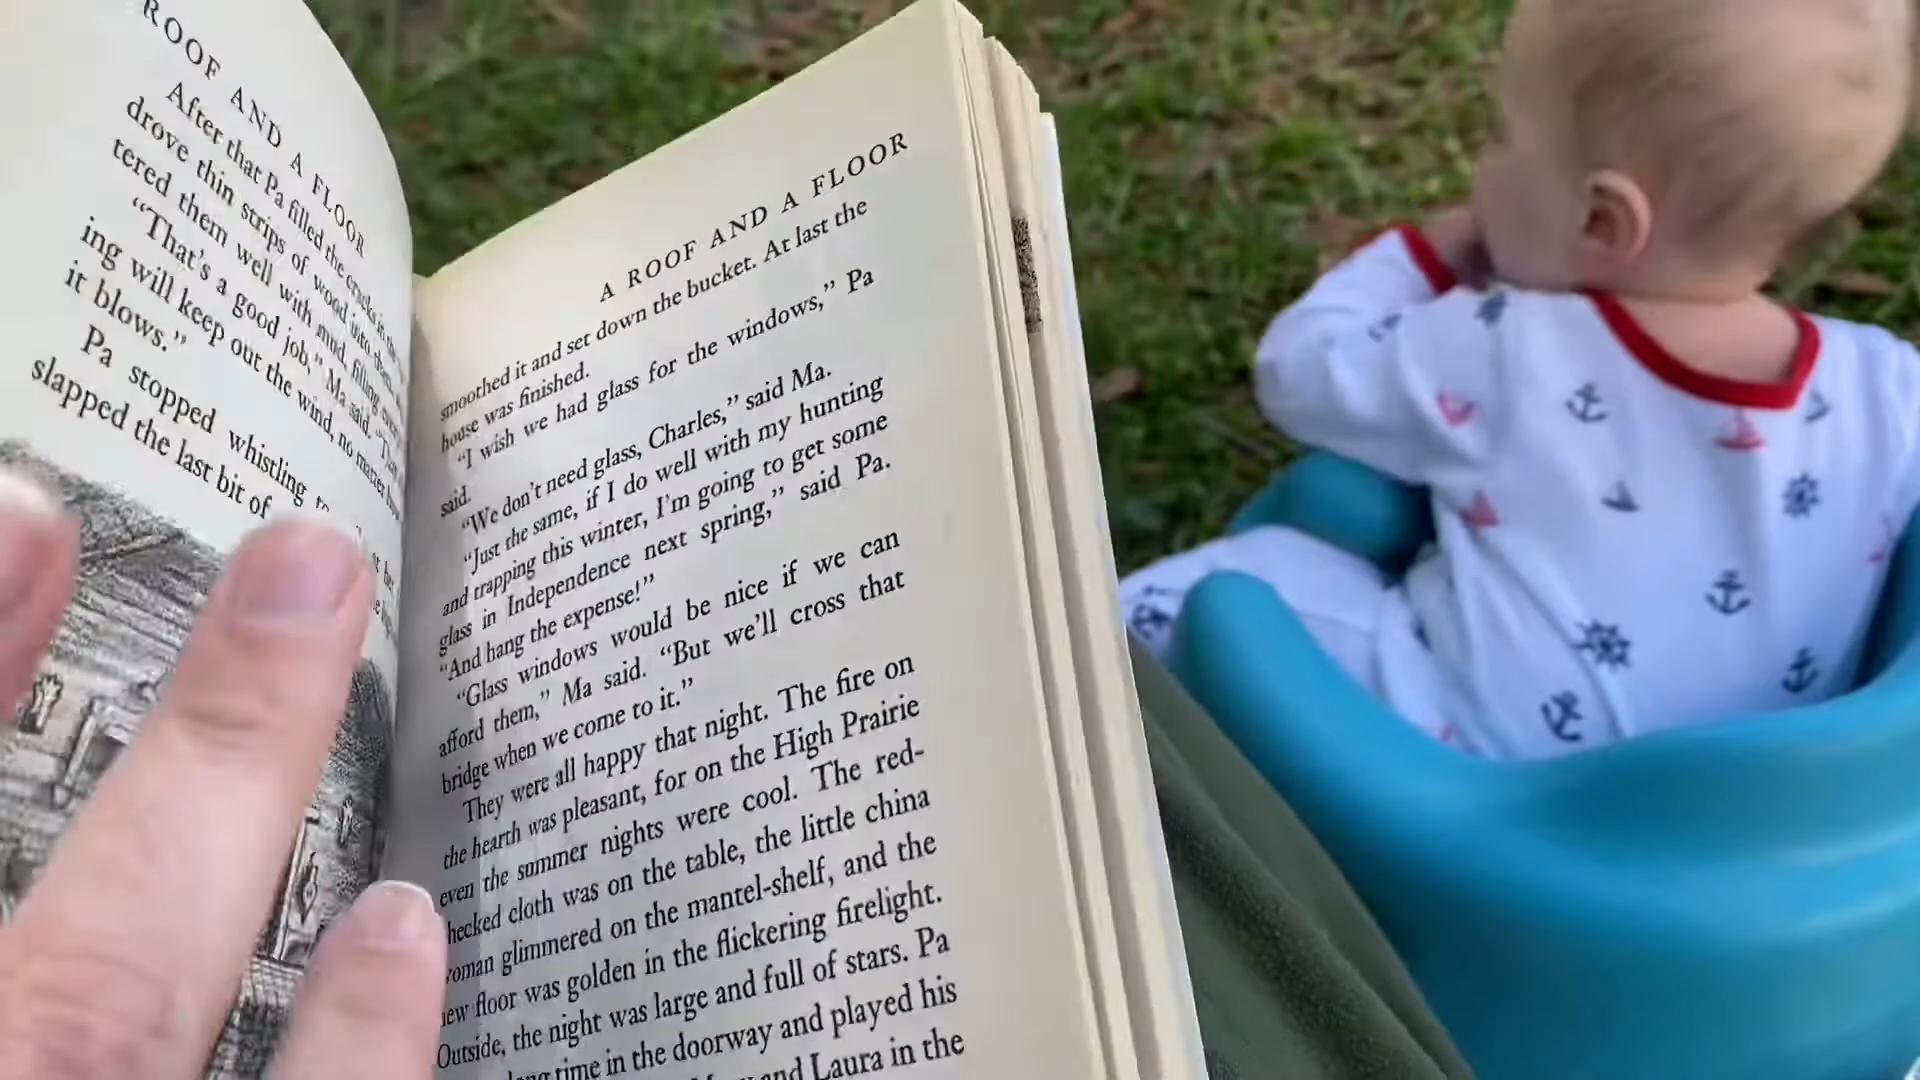 ROOF AND A FLOOR
After that Pa filled the cracks in the
drove thin strips of wood into them,
tered them well with mud, filling every
“That's a good job,” Ma said. “That
ing will keep out the wind, no matter how
it blows.”
Pa stopped whistling to
slapped the last bit of
A ROOF AND A FLOOR
smoothed it and set down the bucket. At last the
house was finished.
“I wish we had glass for the windows,” Pa
said.
“We don't need glass, Charles,” said Ma.
“Just the same, if I do well with my hunting
and trapping this winter, I'm going to get some
glass in Independence next spring,” said Pa.
“And hang the expense!”
“Glass windows would be nice if we can
afford them,” Ma said. “But we'll cross that
bridge when we come to it.”
They were all happy that night. The fire on
the hearth was pleasant, for on the High Prairie
even the summer nights were cool. The red-
hecked cloth was on the table, the little china
oman glimmered on the mantel-shelf, and the
ew floor was golden in the flickering firelight.
Outside, the night was large and full of stars. Pa
long time in the doorway and played his
and Laura in the